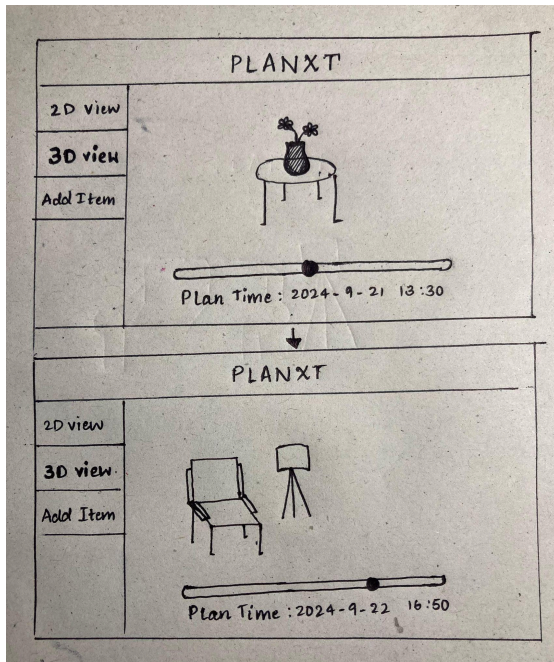 PLANXT
2D view
3D view
Add Item
Plan Time : 2024-9-21 13:30
PLANXT
2D view
3D view.
Add Item
Plan Time : 2024-9-22 16:50